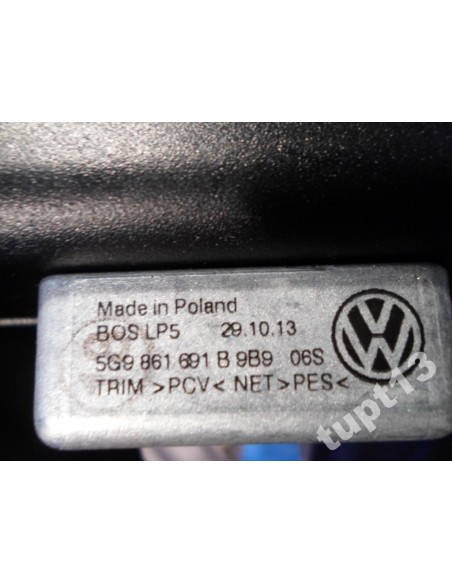 Made in Poland
BOS LP5 29.10.13
5G9 861 691 B 9B9 06S
TRIM >PCV< NET >PES<
VW
tupt13